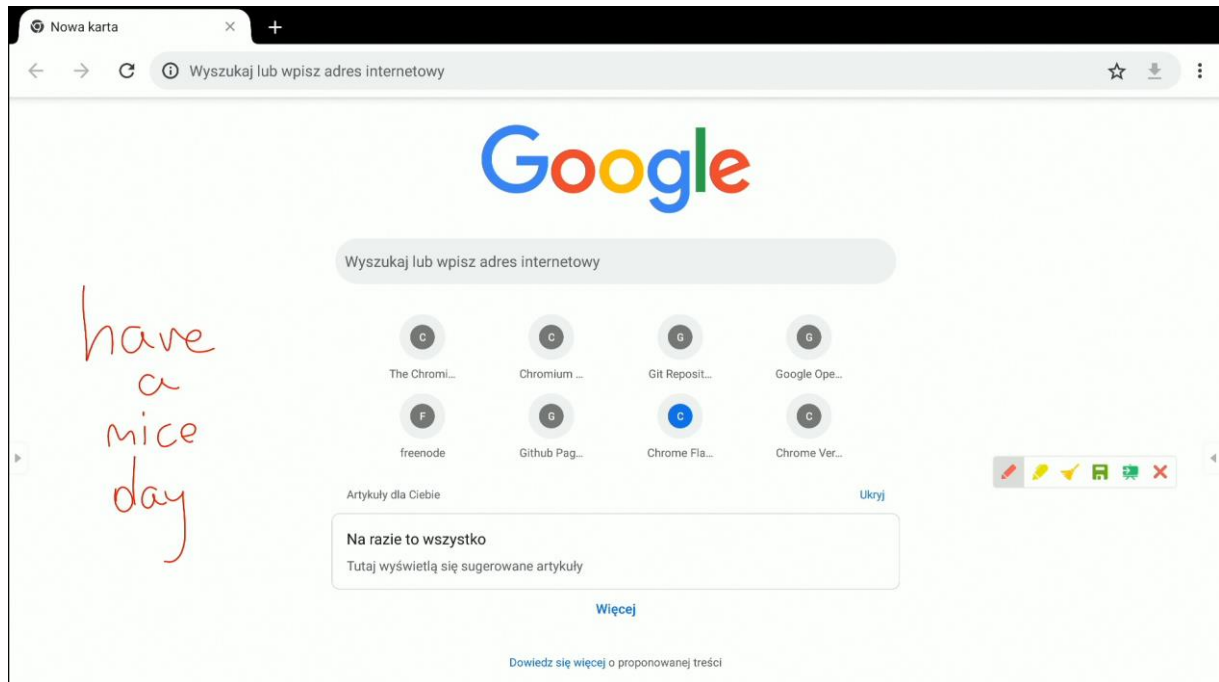 Nowa karta
Wyszukaj lub wpisz adres internetowy
Google
Wyszukaj lub wpisz adres internetowy
have
a
nice
day
C C G G
The Chromi... Chromium ... Git Reposit... Google Ope...
F G C C
freenode Github Pag... Chrome Fla... Chrome Ver...
Artykuły dla Ciebie Ukryj
Na razie to wszystko
Tutaj wyświetlą się sugerowane artykuły
Więcej
Dowiedz się więcej o proponowanej treści